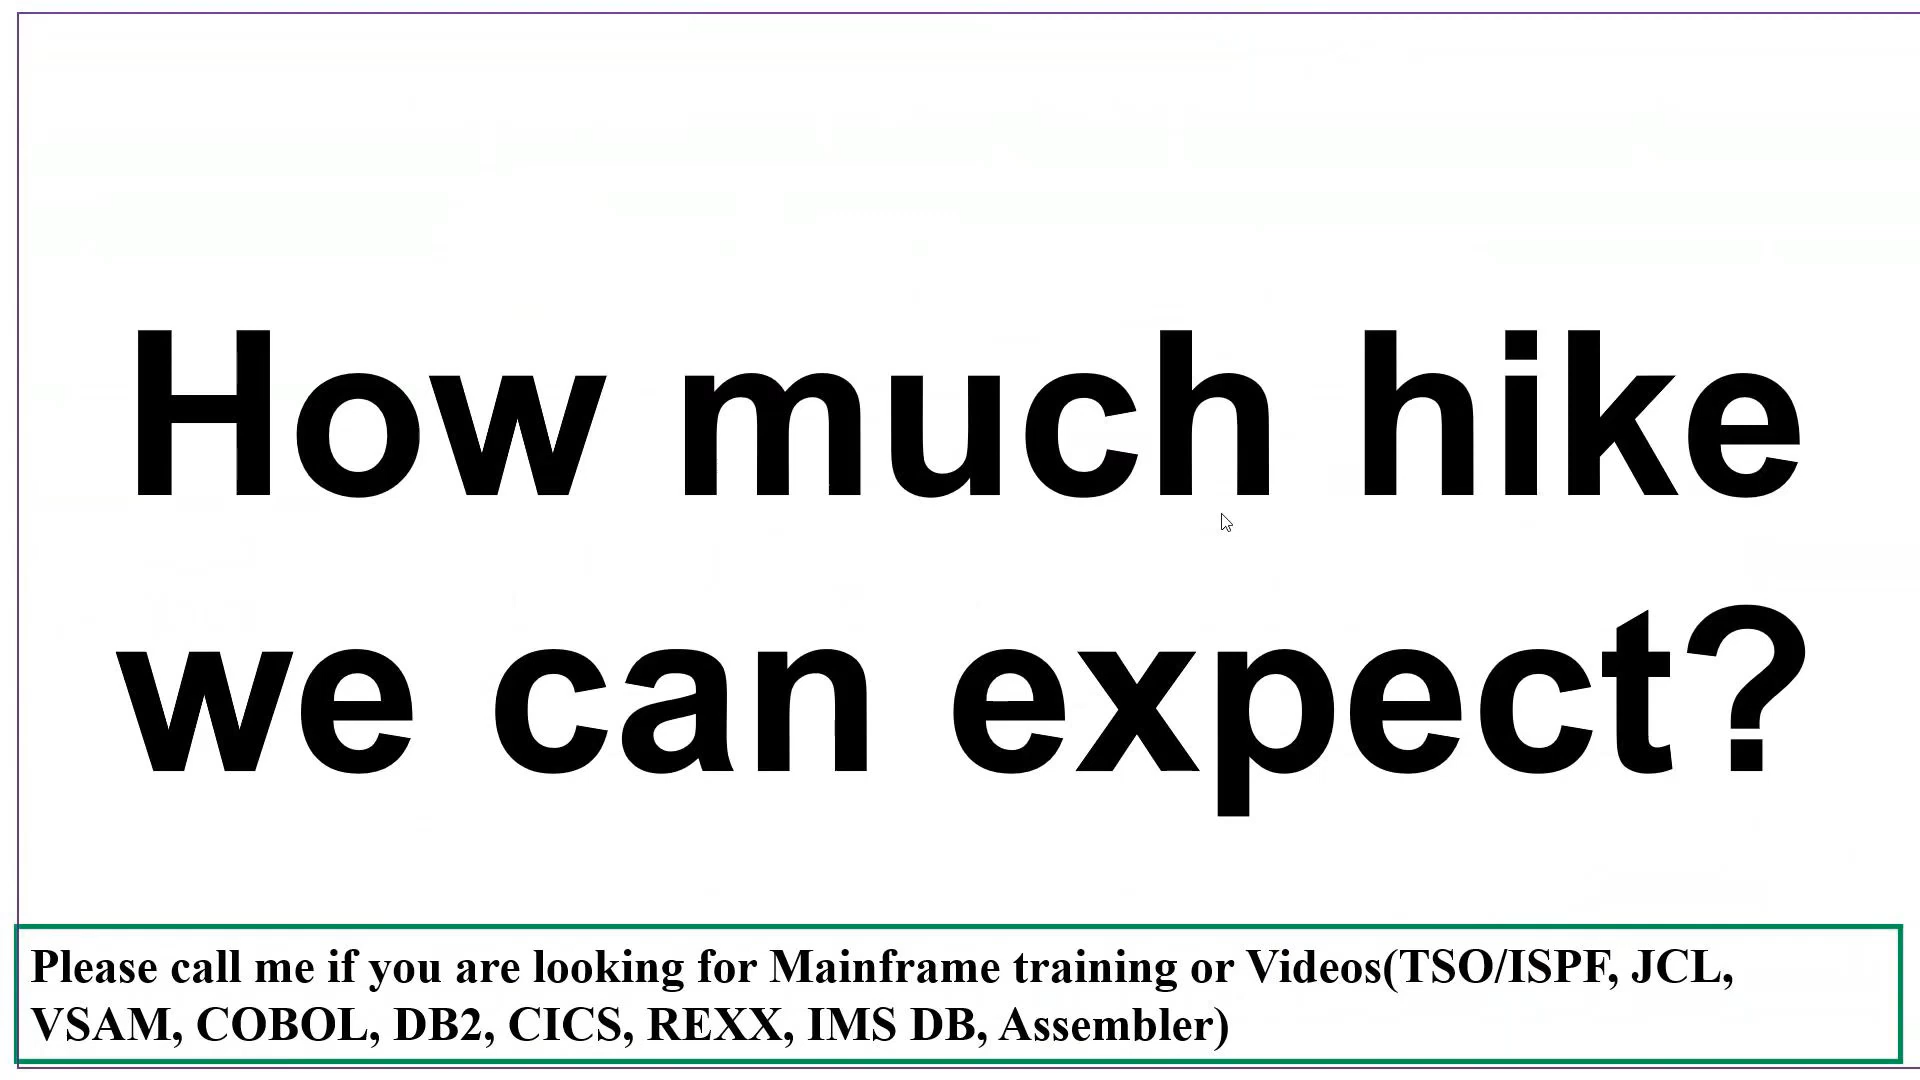 How much hike
we can expect?
Please call me if you are looking for Mainframe training or Videos(TSO/ISPF, JCL,
VSAM, COBOL, DB2, CICS, REXX, IMS DB, Assembler)